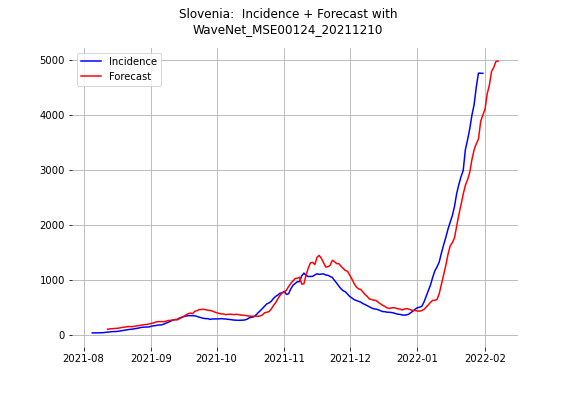 Slovenia:  Incidence + Forecast with
WaveNet_MSE00124_20211210
Incidence
Forecast
5000
4000
3000
2000
1000
0
2021-08 2021-09 2021-10 2021-11 2021-12 2022-01 2022-02